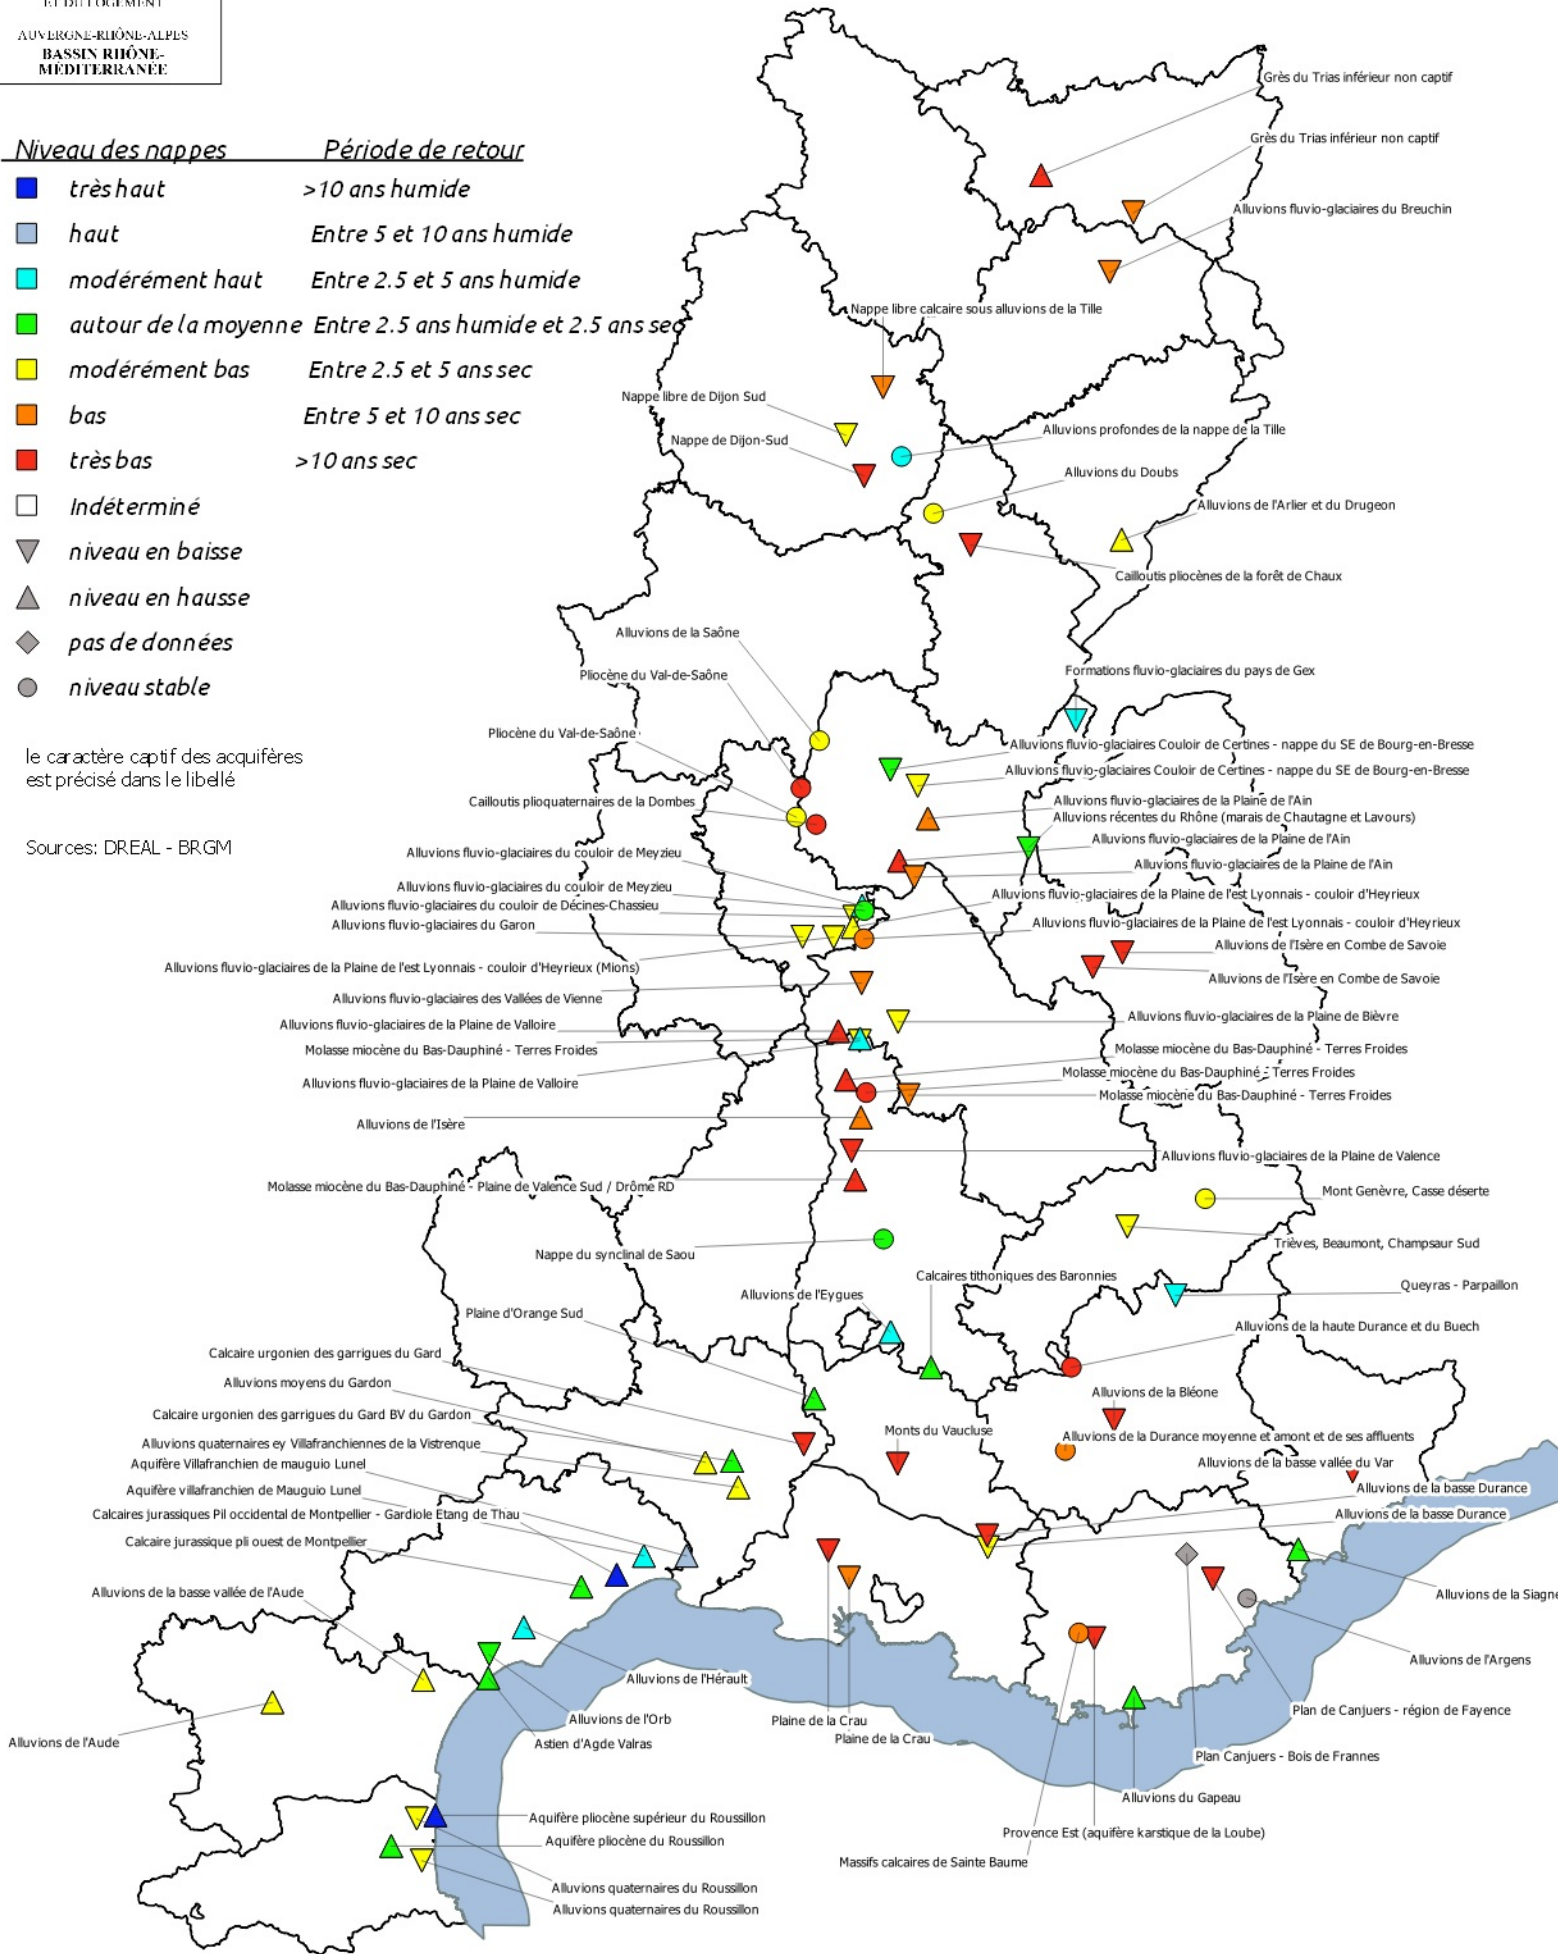 ET DU LOGEMENT
AUVERGNE-RHÔNE-ALPES
BASSIN RHÔNE-
MÉDITERRANÉE
Niveau des nappes Période de retour
très haut >10 ans humide
haut Entre 5 et 10 ans humide
modérément haut Entre 2.5 et 5 ans humide
autour de la moyenne Entre 2.5 ans humide et 2.5 ans sec
modérément bas Entre 2.5 et 5 ans sec
bas Entre 5 et 10 ans sec
très bas >10 ans sec
Indéterminé
niveau en baisse
niveau en hausse
pas de données
niveau stable
le caractère captif des acquifères
est précisé dans le libellé
Sources: DREAL - BRGM
Grès du Trias inférieur non captif
Grès du Trias inférieur non captif
Alluvions fluvio-glaciaires du Breuchin
Nappe libre calcaire sous alluvions de la Tille
Nappe libre de Dijon Sud
Alluvions profondes de la nappe de la Tille
Nappe de Dijon-Sud
Alluvions du Doubs
Alluvions de l'Arlier et du Drugeon
Cailloutis pliocènes de la forêt de Chaux
Alluvions de la Saône
Formations fluvio-glaciaires du pays de Gex
Pliocène du Val-de-Saône
Pliocène du Val-de-Saône
Alluvions fluvio-glaciaires Couloir de Certines - nappe du SE de Bourg-en-Bresse
Alluvions fluvio-glaciaires Couloir de Certines - nappe du SE de Bourg-en-Bresse
Cailloutis plioquaternaires de la Dombes
Alluvions fluvio-glaciaires de la Plaine de l'Ain
Alluvions récentes du Rhône (marais de Chautagne et Lavours)
Alluvions fluvio-glaciaires de la Plaine de l'Ain
Alluvions fluvio-glaciaires du couloir de Meyzieu
Alluvions fluvio-glaciaires de la Plaine de l'Ain
Alluvions fluvio-glaciaires du couloir de Meyzieu
Alluvions fluvio-glaciaires de la Plaine de l'est Lyonnais - couloir d'Heyrieux
Alluvions fluvio-glaciaires du couloir de Décines-Chassieu
Alluvions fluvio-glaciaires du Garon
Alluvions fluvio-glaciaires de la Plaine de l'est Lyonnais - couloir d'Heyrieux
Alluvions de l'Isère en Combe de Savoie
Alluvions fluvio-glaciaires de la Plaine de l'est Lyonnais - couloir d'Heyrieux (Mions)
Alluvions de l'Isère en Combe de Savoie
Alluvions fluvio-glaciaires des Vallées de Vienne
Alluvions fluvio-glaciaires de la Plaine de Bièvre
Alluvions fluvio-glaciaires de la Plaine de Valloire
Molasse miocène du Bas-Dauphiné - Terres Froides
Molasse miocène du Bas-Dauphiné - Terres Froides
Molasse miocène du Bas-Dauphiné - Terres Froides
Alluvions fluvio-glaciaires de la Plaine de Valloire
Molasse miocène du Bas-Dauphiné - Terres Froides
Alluvions de l'Isère
Alluvions fluvio-glaciaires de la Plaine de Valence
Molasse miocène du Bas-Dauphiné - Plaine de Valence Sud / Drôme RD
Mont Genèvre, Casse déserte
Trièves, Beaumont, Champsaur Sud
Nappe du synclinal de Saou
Calcaires tithoniques des Baronnies
Queyras - Parpaillon
Alluvions de l'Eygues
Plaine d'Orange Sud
Alluvions de la haute Durance et du Buech
Calcaire urgonien des garrigues du Gard
Alluvions moyens du Gardon
Alluvions de la Bléone
Calcaire urgonien des garrigues du Gard BV du Gardon
Monts du Vaucluse
Alluvions de la Durance moyenne et amont et de ses affluents
Alluvions quaternaires ey Villafranchiennes de la Vistrenque
Aquifère Villafranchien de mauguio Lunel
Alluvions de la basse vallée du Var
Aquifère villafranchien de Mauguio Lunel
Alluvions de la basse Durance
Calcaires jurassiques Pil occidental de Montpellier - Gardiole Etang de Thau
Alluvions de la basse Durance
Calcaire jurassique pli ouest de Montpellier
Alluvions de la basse vallée de l'Aude
Alluvions de la Siagne
Alluvions de l'Argens
Alluvions de l'Hérault
Plan de Canjuers - région de Fayence
Alluvions de l'Orb
Plaine de la Crau
Alluvions de l'Aude
Astien d'Agde Valras
Plaine de la Crau
Plan Canjuers - Bois de Frannes
Alluvions du Gapeau
Aquifère pliocène supérieur du Roussillon
Provence Est (aquifère karstique de la Loube)
Aquifère pliocène du Roussillon
Massifs calcaires de Sainte Baume
Alluvions quaternaires du Roussillon
Alluvions quaternaires du Roussillon